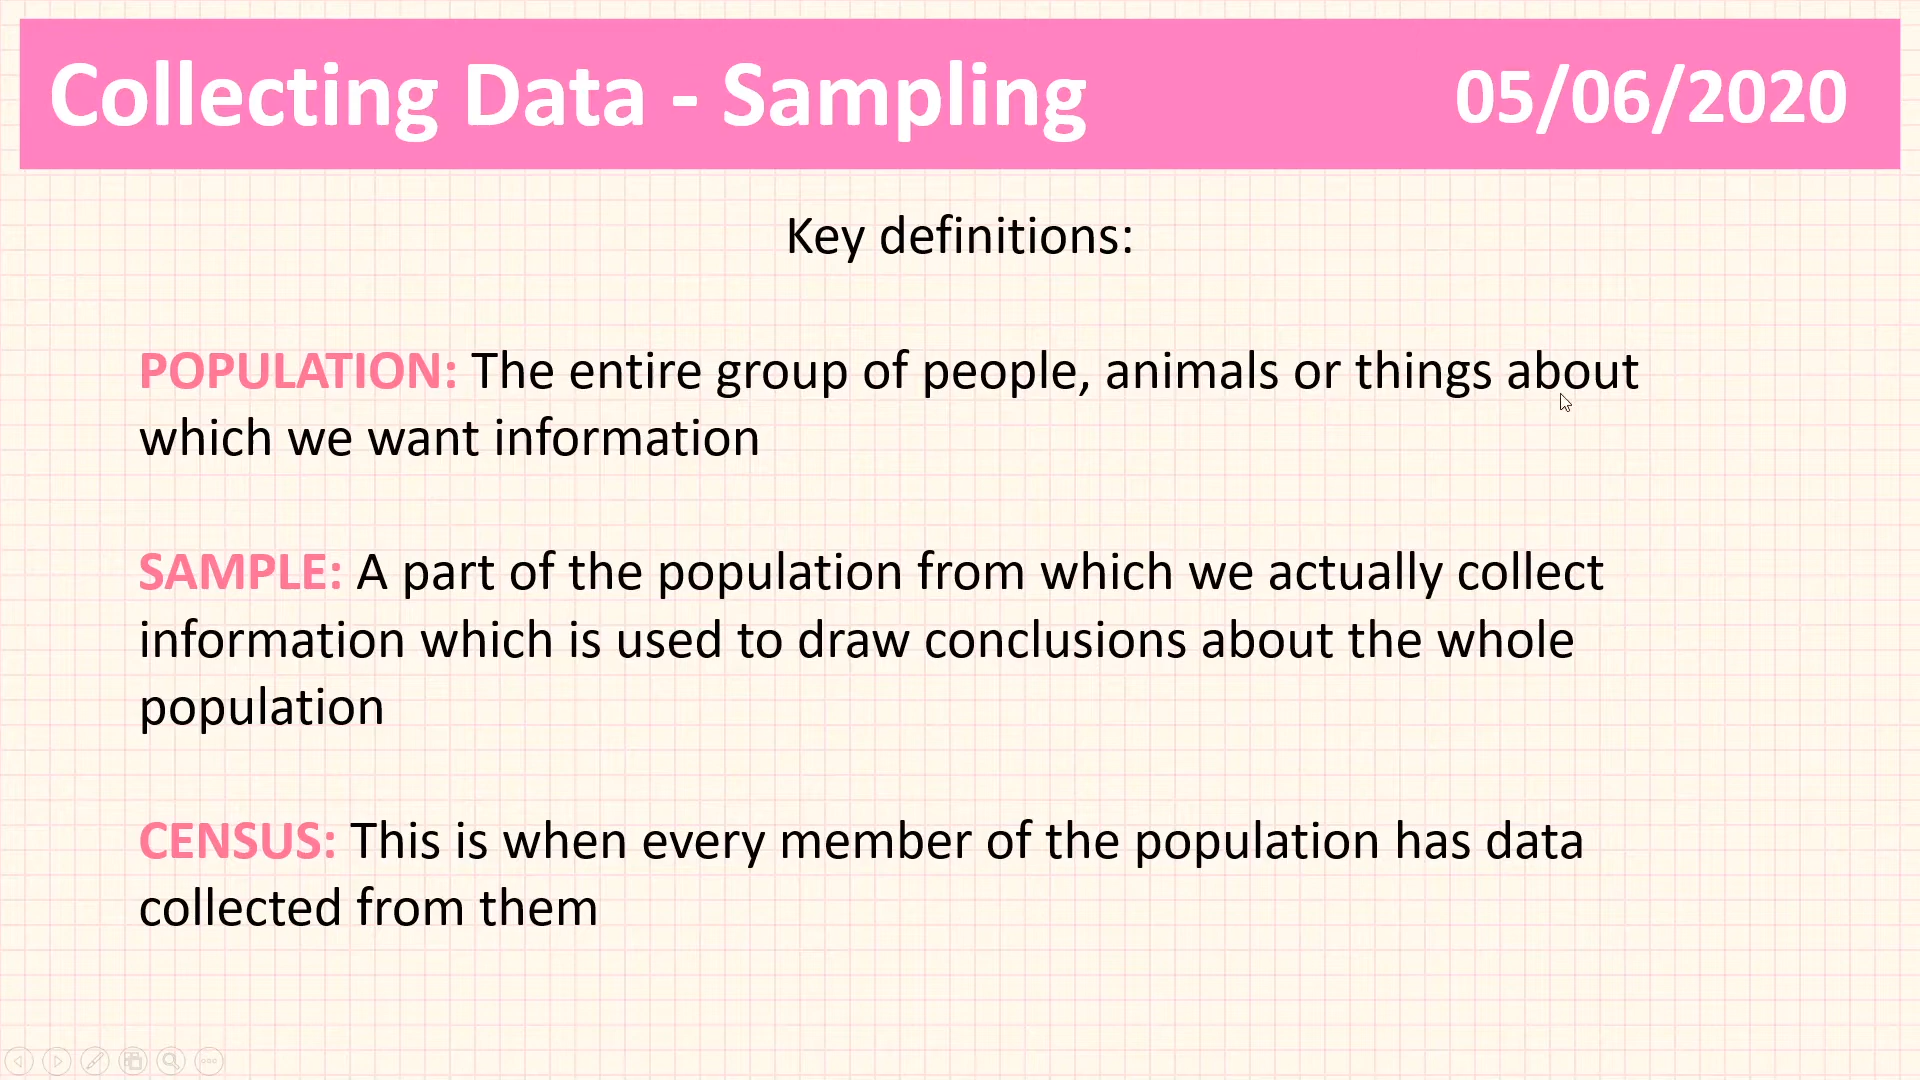 Collecting Data - Sampling 05/06/2020
Key definitions:
POPULATION: The entire group of people, animals or things about
which we want information
SAMPLE: A part of the population from which we actually collect
information which is used to draw conclusions about the whole
population
CENSUS: This is when every member of the population has data
collected from them